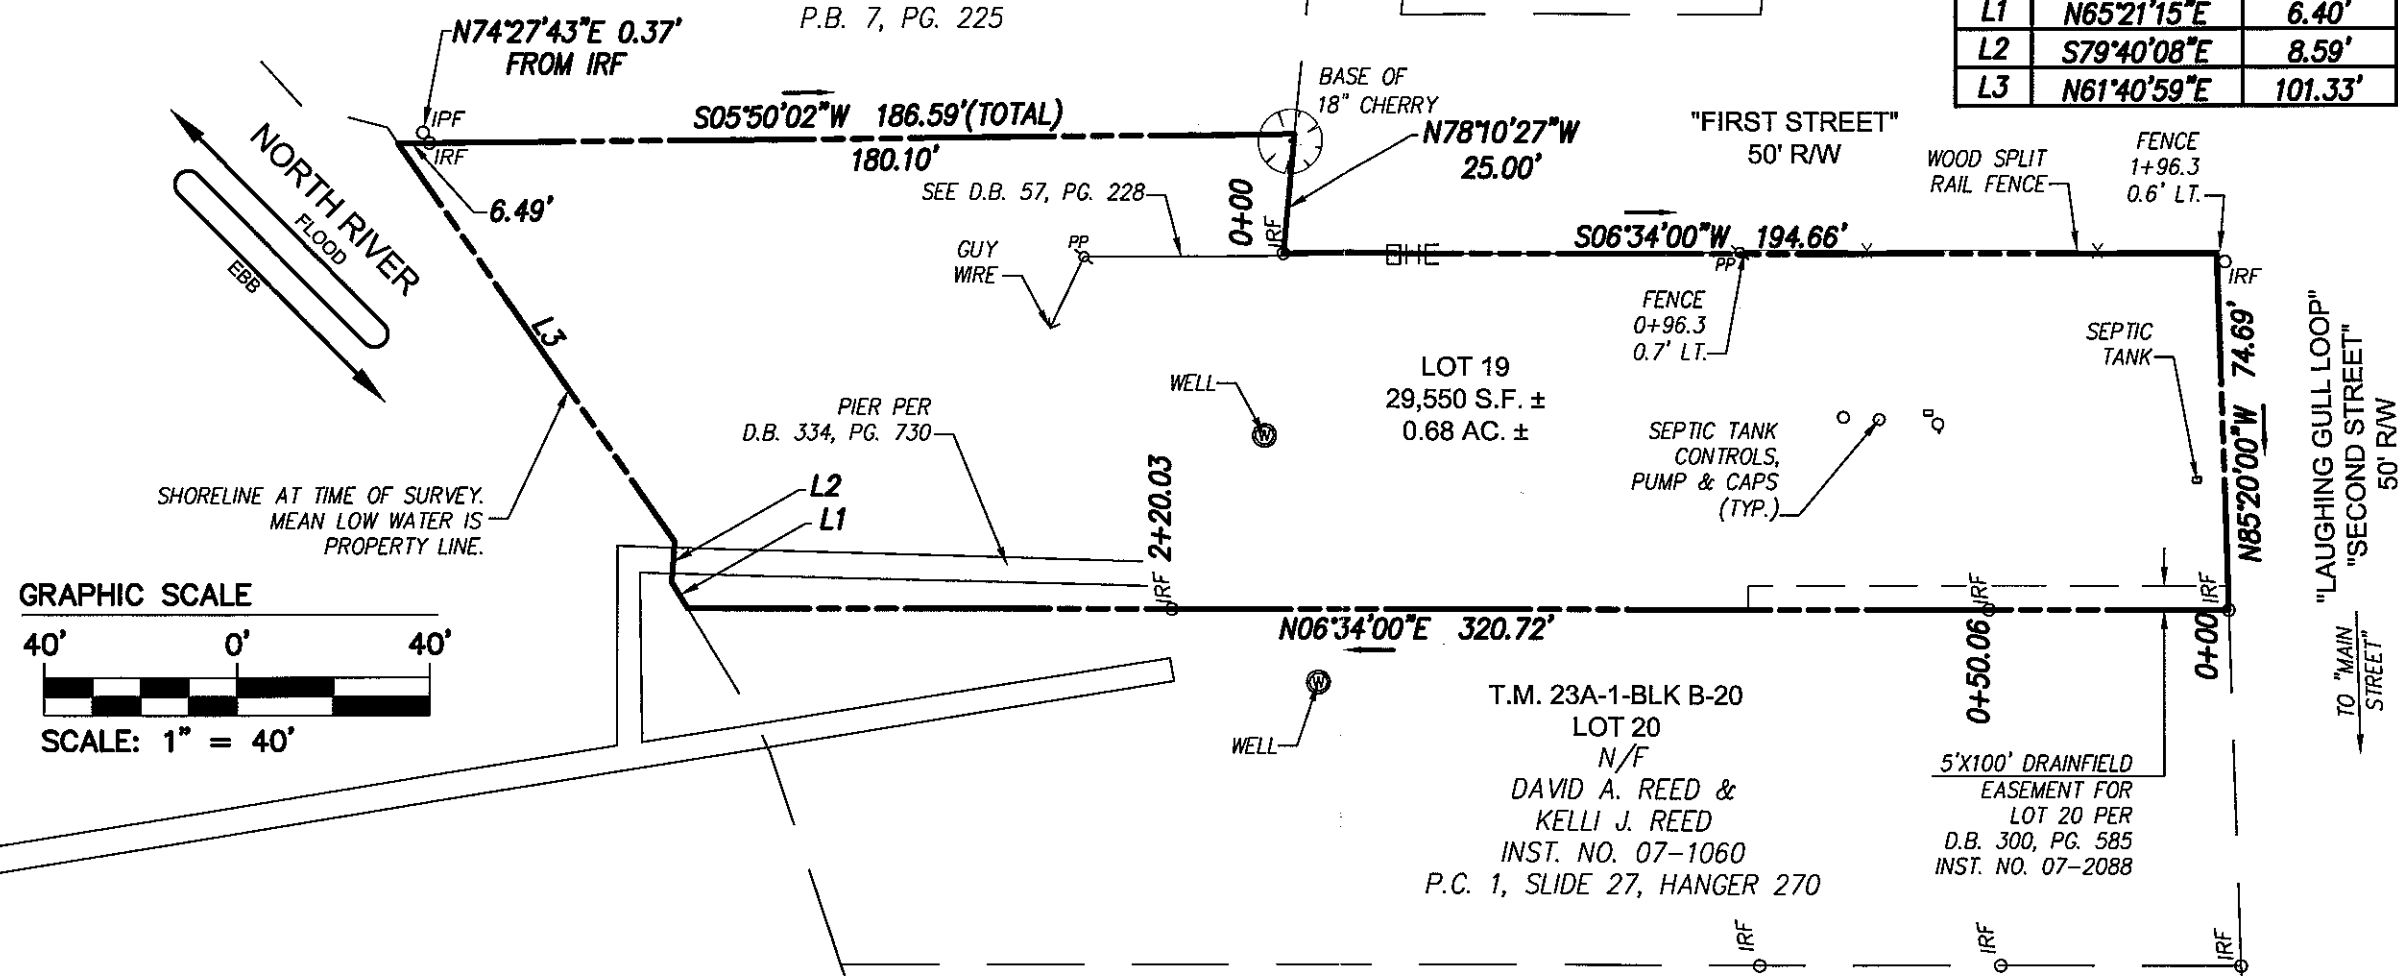 P.B. 7, PG. 225
L1 N65°21'15"E 6.40'
L2 S79°40'08"E 8.59'
L3 N61°40'59"E 101.33'
N74°27'43"E 0.37'
FROM IRF
IPF
IRF
S05°50'02"W 186.59'(TOTAL)
180.10'
6.49'
BASE OF
18" CHERRY
N78°10'27"W
25.00'
"FIRST STREET"
50' R/W
WOOD SPLIT
RAIL FENCE
FENCE
1+96.3
0.6' LT.
NORTH RIVER
FLOOD
EBB
SEE D.B. 57, PG. 228
0+00
IRF
GUY
WIRE
PP
OHE
S06°34'00"W 194.66'
PP
IRF
FENCE
0+96.3
0.7' LT.
L3
LOT 19
29,550 S.F. ±
0.68 AC. ±
WELL
W
SEPTIC
TANK
N85°20'00"W 74.69'
"LAUGHING GULL LOOP"
"SECOND STREET"
50' R/W
PIER PER
D.B. 334, PG. 730
SEPTIC TANK
CONTROLS,
PUMP & CAPS
(TYP.)
SHORELINE AT TIME OF SURVEY.
MEAN LOW WATER IS
PROPERTY LINE.
L2
L1
2+20.03
IRF
IRF
IRF
N06°34'00"E 320.72'
0+50.06
0+00
TO "MAIN
STREET"
GRAPHIC SCALE
40' 0' 40'
SCALE: 1" = 40'
W
WELL
T.M. 23A-1-BLK B-20
LOT 20
N/F
DAVID A. REED &
KELLI J. REED
INST. NO. 07-1060
P.C. 1, SLIDE 27, HANGER 270
5'X100' DRAINFIELD
EASEMENT FOR
LOT 20 PER
D.B. 300, PG. 585
INST. NO. 07-2088
IRF
IRF
IRF